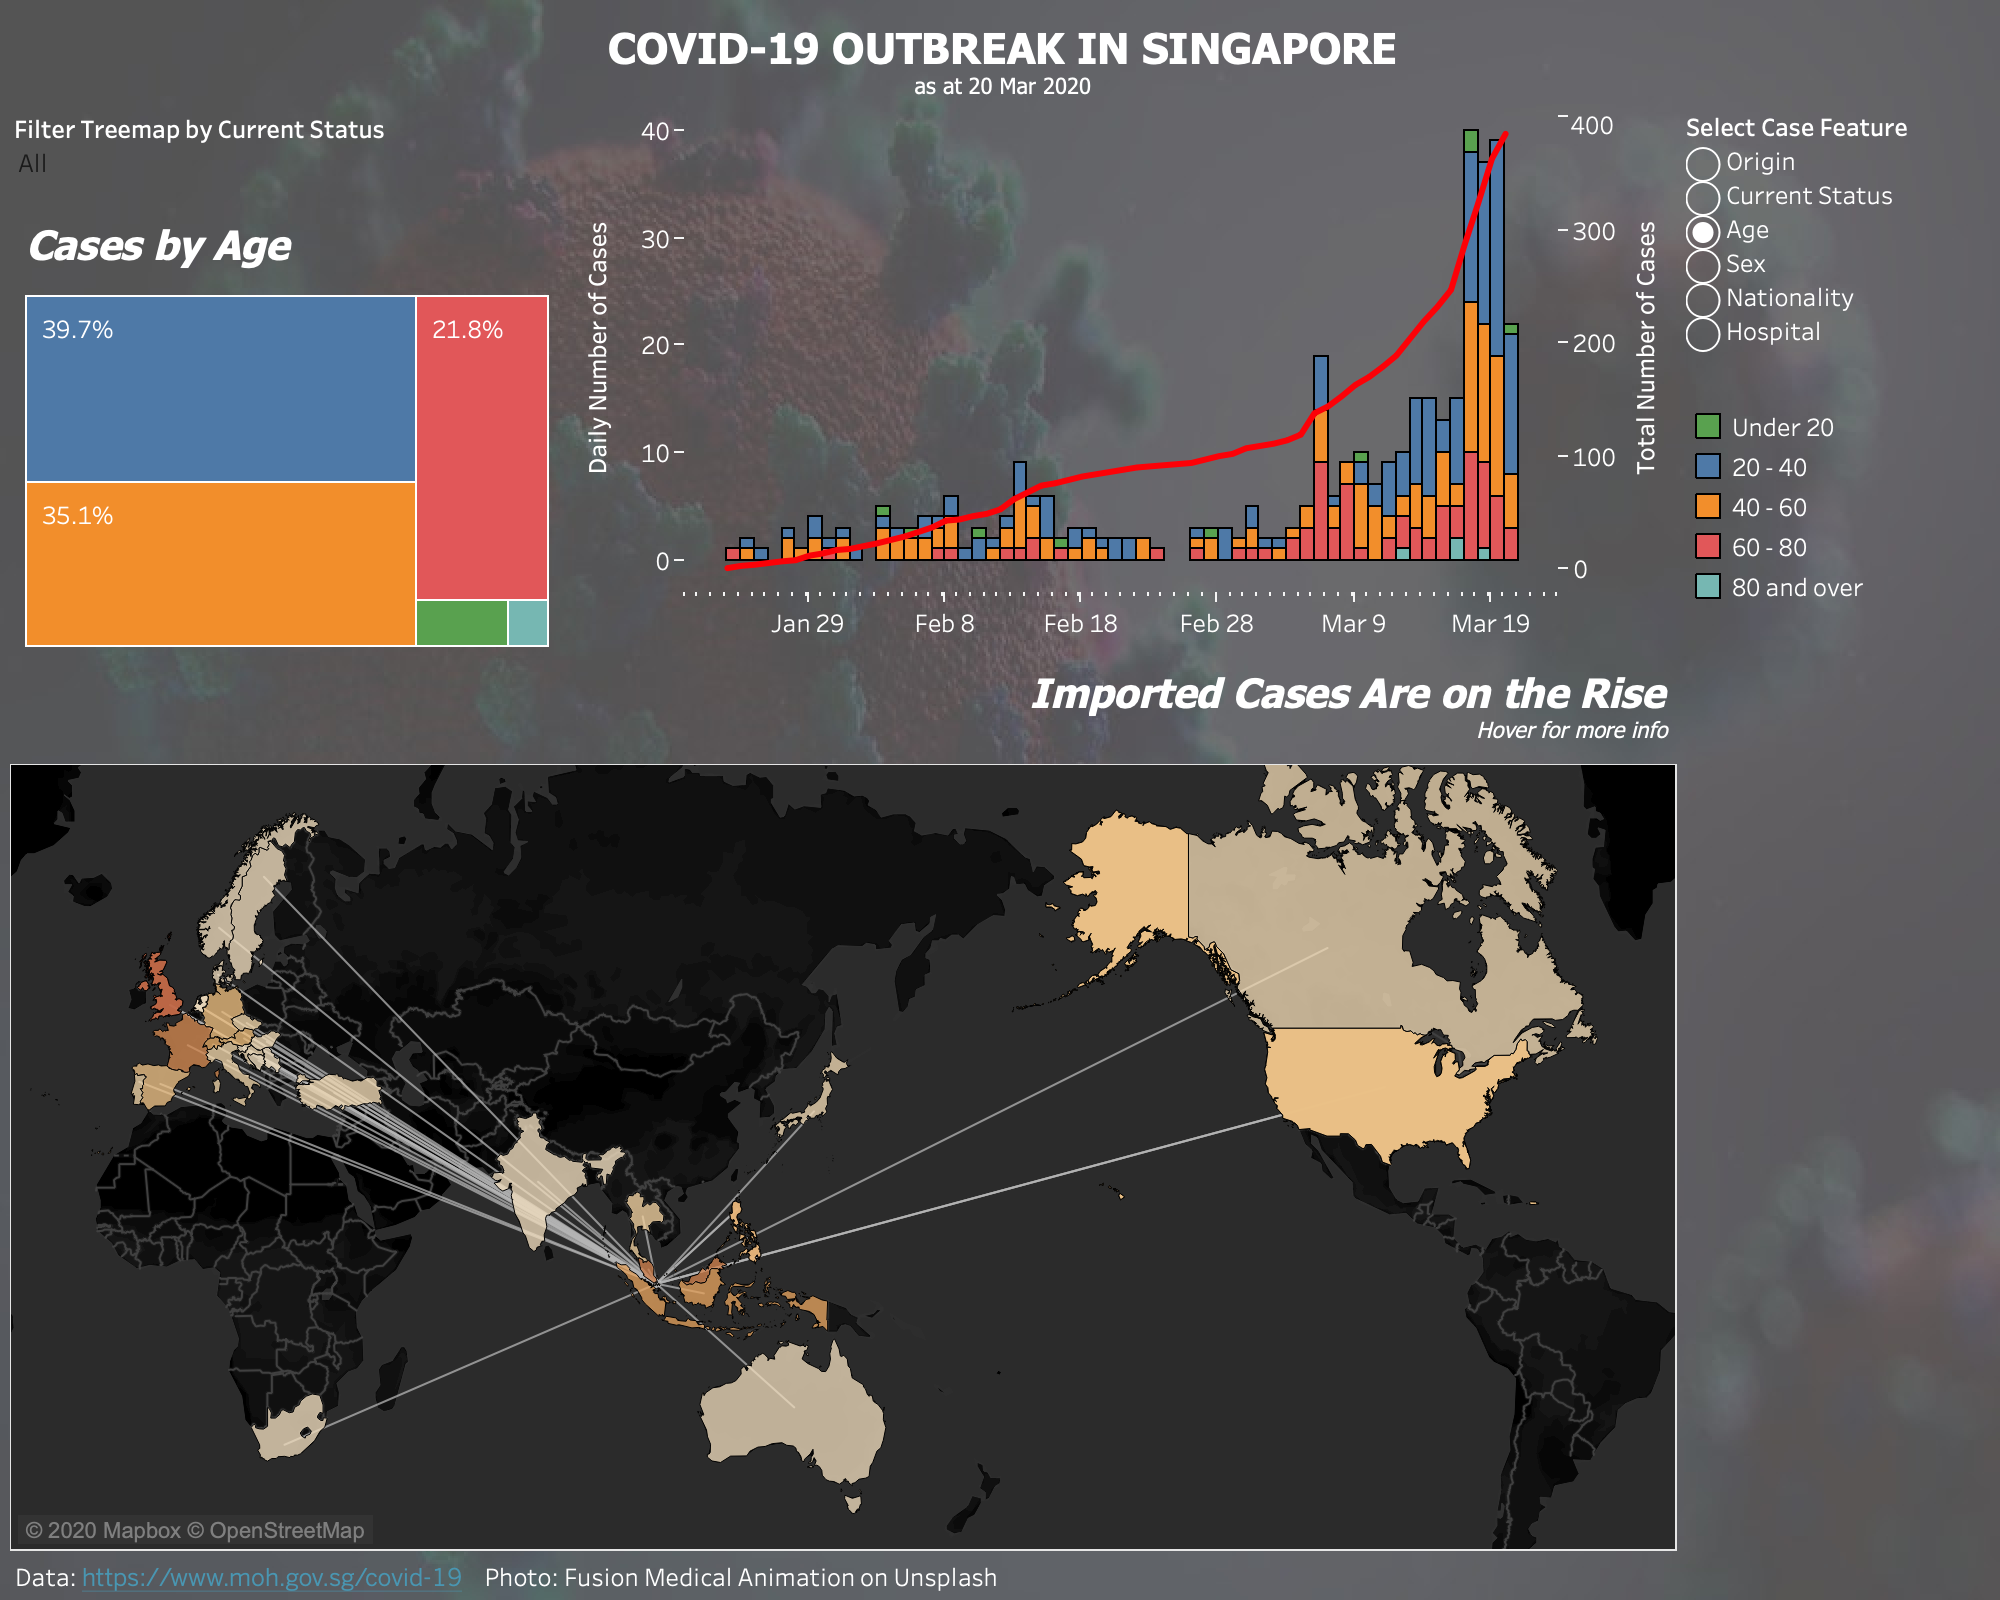 COVID-19 OUTBREAK IN SINGAPORE
as at 20 Mar 2020
Filter Treemap by Current Status
All
Cases by Age
39.7%
21.8%
35.1%
Daily Number of Cases
40
30
20
10
0
Jan 29
Feb 8
Feb 18
Feb 28
Mar 9
Mar 19
400
300
200
100
0
Total Number of Cases
Select Case Feature
Origin
Current Status
Age
Sex
Nationality
Hospital
Under 20
20 - 40
40 - 60
60 - 80
80 and over
Imported Cases Are on the Rise
Hover for more info
© 2020 Mapbox © OpenStreetMap
Data: https://www.moh.gov.sg/covid-19 Photo: Fusion Medical Animation on Unsplash